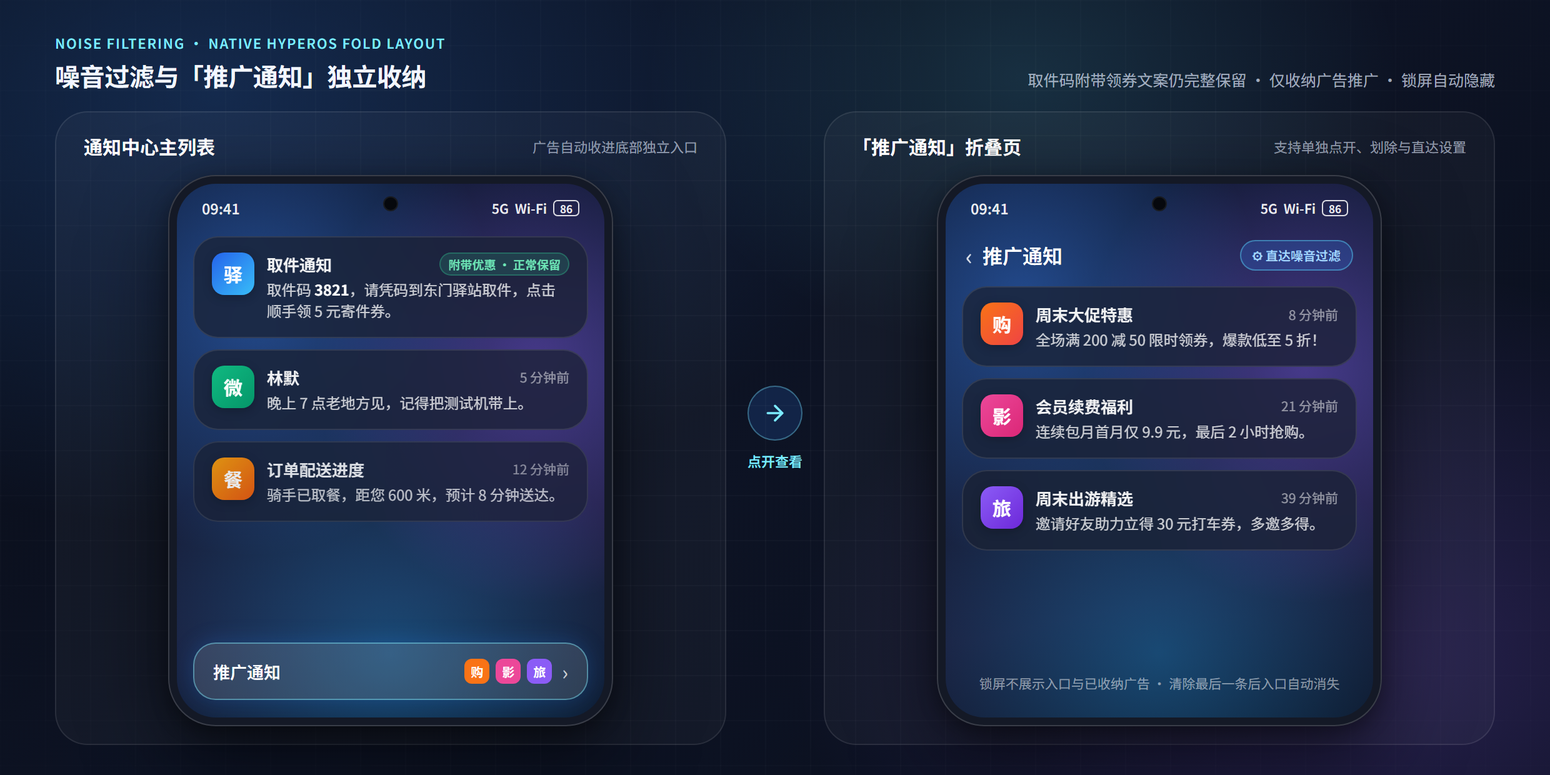 NOISE FILTERING • NATIVE HYPEROS FOLD LAYOUT
噪音过滤与「推广通知」独立收纳
取件码附带领券文案仍完整保留 • 仅收纳广告推广 • 锁屏自动隐藏
通知中心主列表
广告自动收进底部独立入口
09:41
5G Wi-Fi 86
驿
取件通知
附带优惠 • 正常保留
取件码 3821，请凭码到东门驿站取件，点击
顺手领 5 元寄件券。
微
林默
5 分钟前
晚上 7 点老地方见，记得把测试机带上。
餐
订单配送进度
12 分钟前
骑手已取餐，距您 600 米，预计 8 分钟送达。
推广通知
购 影 旅 ›
点开查看
「推广通知」折叠页
支持单独点开、划除与直达设置
09:41
5G Wi-Fi 86
‹ 推广通知
⚙ 直达噪音过滤
购
周末大促特惠
8 分钟前
全场满 200 减 50 限时领券，爆款低至 5 折！
影
会员续费福利
21 分钟前
连续包月首月仅 9.9 元，最后 2 小时抢购。
旅
周末出游精选
39 分钟前
邀请好友助力立得 30 元打车券，多邀多得。
锁屏不展示入口与已收纳广告 • 清除最后一条后入口自动消失